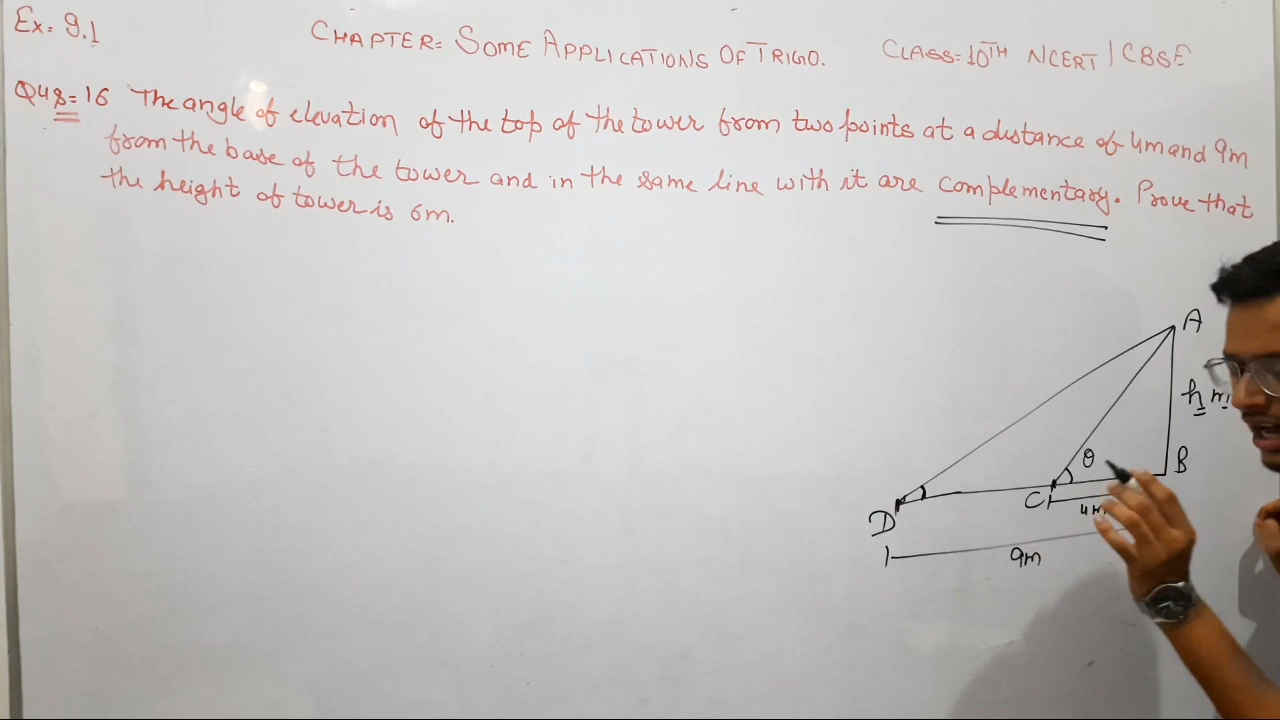 Ex= 9.1
CHAPTER= SOME APPLICATIONS OF TRIGO.
CLASS=10TH NCERT | CBSE
Ques=16 The angle of elevation of the top of the tower from two points at a distance of 4m and 9m
from the base of the tower and in the same line with it are complementary. Prove that
the height of tower is 6m.
A
h m
θ
B
D
C
4m
9m